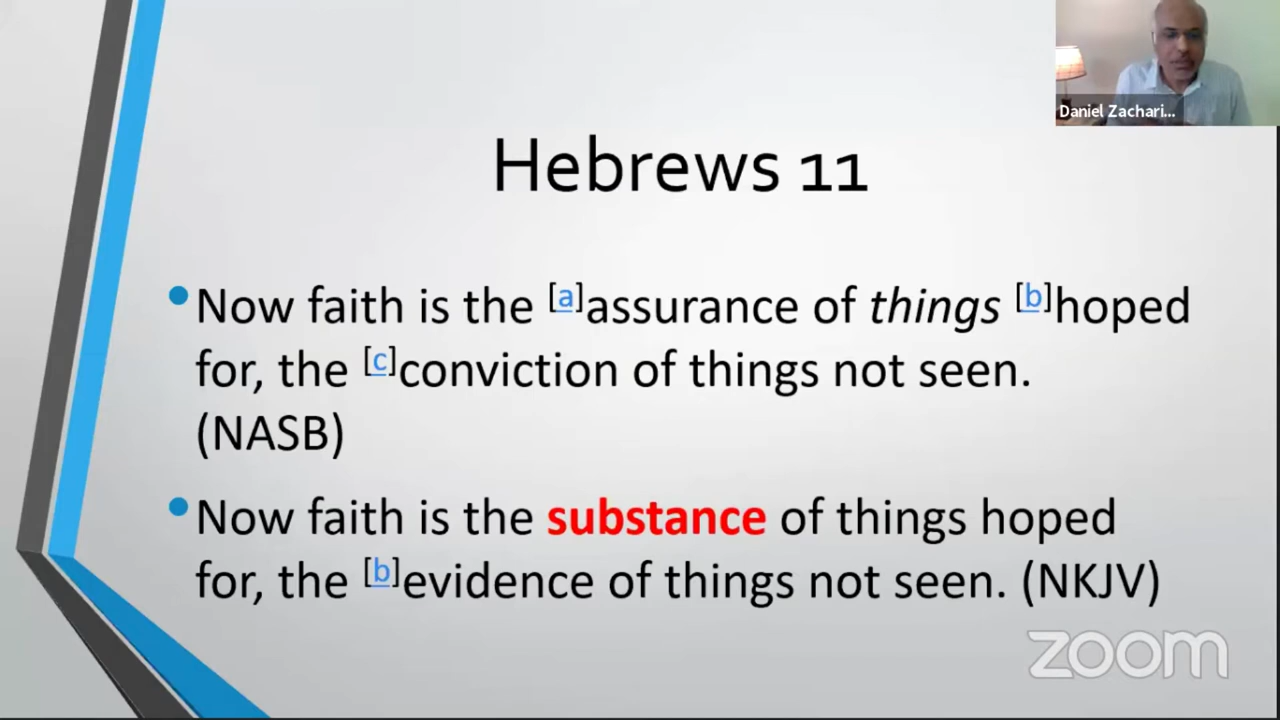 Daniel Zachari...
Hebrews 11
•Now faith is the [a]assurance of things [b]hoped
for, the [c]conviction of things not seen.
(NASB)
•Now faith is the substance of things hoped
for, the [b]evidence of things not seen. (NKJV)
zoom